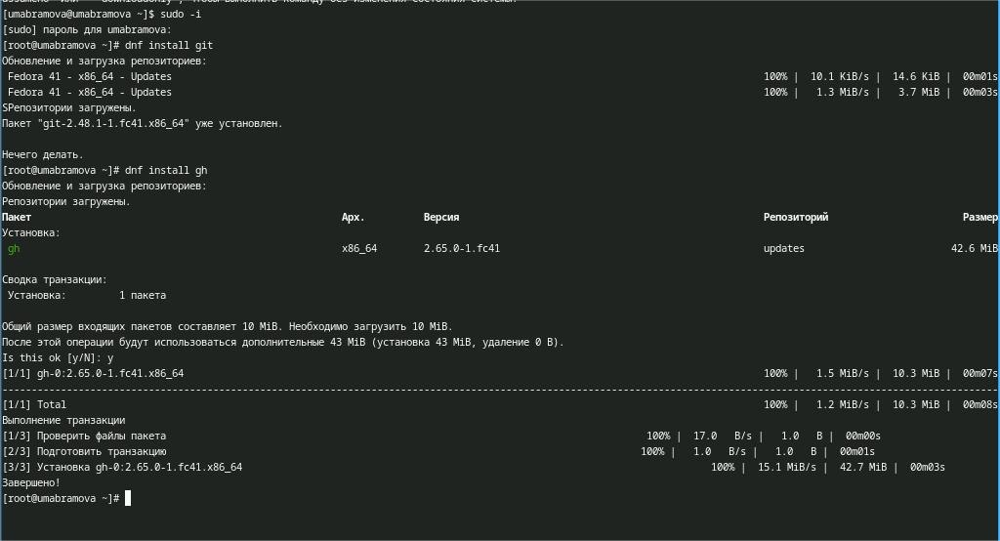 [umabramova@umabramova ~]$ sudo -i
[sudo] пароль для umabramova:
[root@umabramova ~]# dnf install git
Обновление и загрузка репозиториев:
Fedora 41 - x86_64 - Updates 100% | 10.1 KiB/s | 14.6 KiB | 00m01s
Fedora 41 - x86_64 - Updates 100% | 1.3 MiB/s | 3.7 MiB | 00m03s
SРепозитории загружены.
Пакет "git-2.48.1-1.fc41.x86_64" уже установлен.
Нечего делать.
[root@umabramova ~]# dnf install gh
Обновление и загрузка репозиториев:
Репозитории загружены.
Пакет Арх. Версия Репозиторий Размер
Установка:
gh x86_64 2.65.0-1.fc41 updates 42.6 MiB
Сводка транзакции:
Установка: 1 пакета
Общий размер входящих пакетов составляет 10 MiB. Необходимо загрузить 10 MiB.
После этой операции будут использоваться дополнительные 43 MiB (установка 43 MiB, удаление 0 B).
Is this ok [y/N]: y
[1/1] gh-0:2.65.0-1.fc41.x86_64 100% | 1.5 MiB/s | 10.3 MiB | 00m07s
--------------------------------------------------------------------------------
[1/1] Total 100% | 1.2 MiB/s | 10.3 MiB | 00m08s
Выполнение транзакции
[1/3] Проверить файлы пакета 100% | 17.0 B/s | 1.0 B | 00m00s
[2/3] Подготовить транзакцию 100% | 1.0 B/s | 1.0 B | 00m01s
[3/3] Установка gh-0:2.65.0-1.fc41.x86_64 100% | 15.1 MiB/s | 42.7 MiB | 00m03s
Завершено!
[root@umabramova ~]#